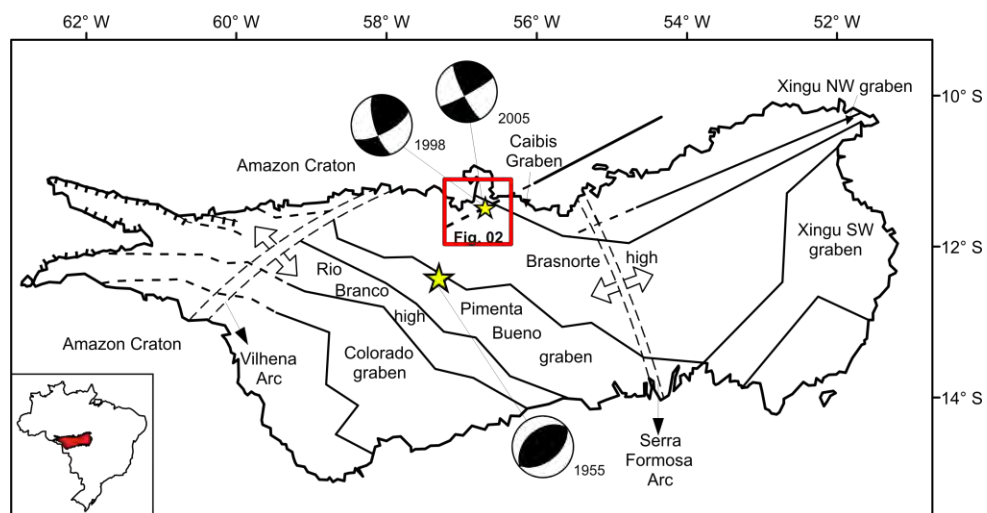 62° W
60° W
58° W
56° W
54° W
52° W
Xingu NW graben
10° S
2005
1998
Caibis
Graben
Amazon Craton
Fig. 02
Xingu SW
graben
12° S
Brasnorte
high
Rio
Branco
high
Pimenta
Bueno
graben
Amazon Craton
Vilhena
Arc
Colorado
graben
14° S
Serra
Formosa
Arc
1955